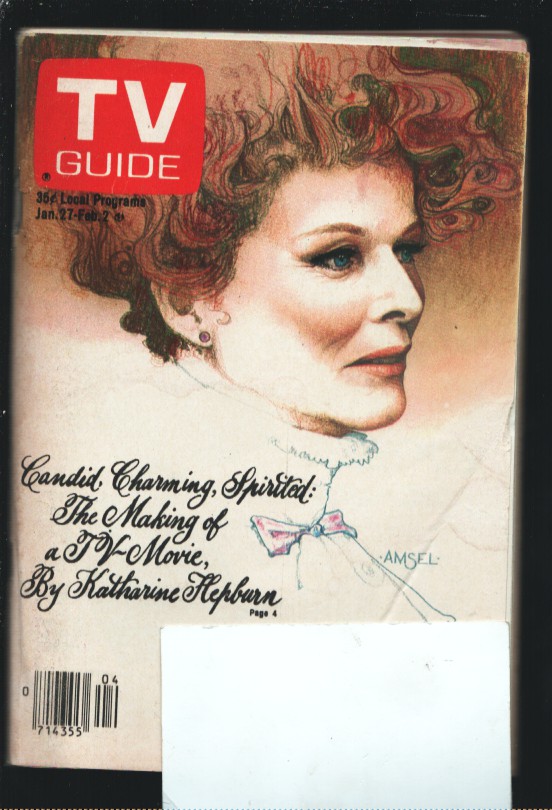 TV
GUIDE
®
35¢ Local Programs
Jan. 27-Feb. 2
Candid, Charming, Spirited:
The Making of
a TV-Movie,
By Katharine Hepburn
Page 4
·AMSEL·
0
714355
04